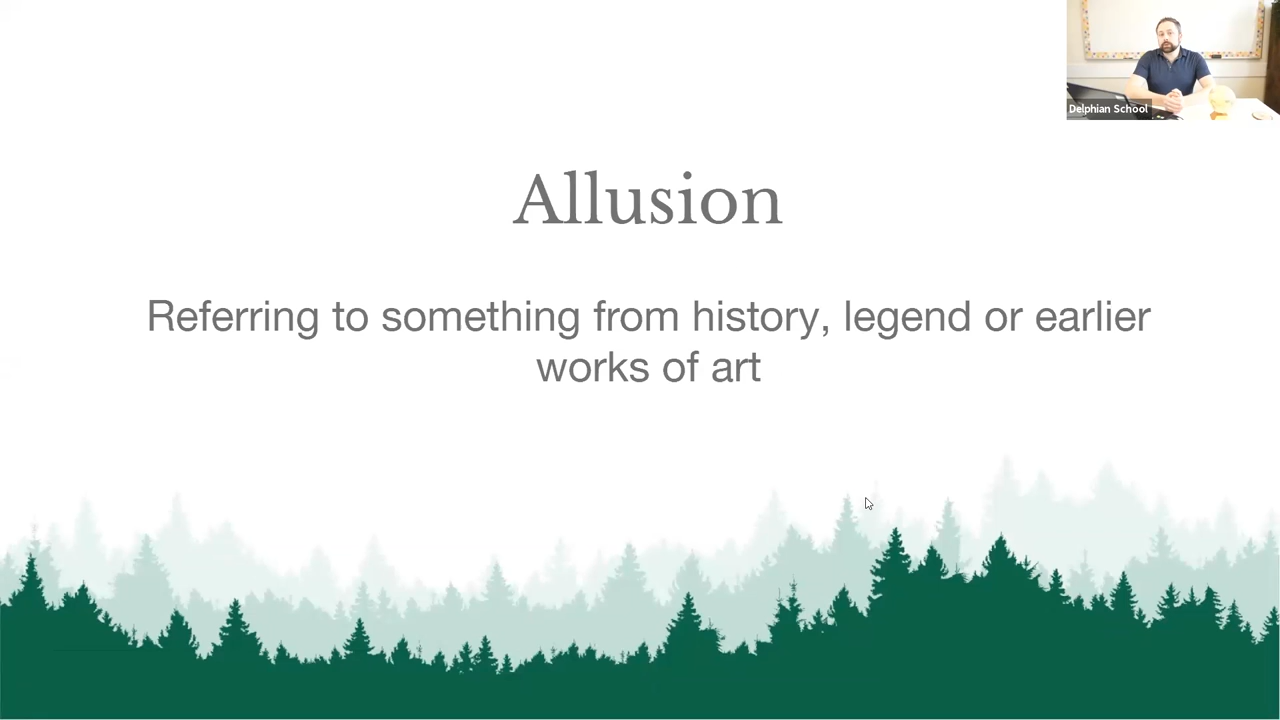 Delphian School
Allusion
Referring to something from history, legend or earlier
works of art